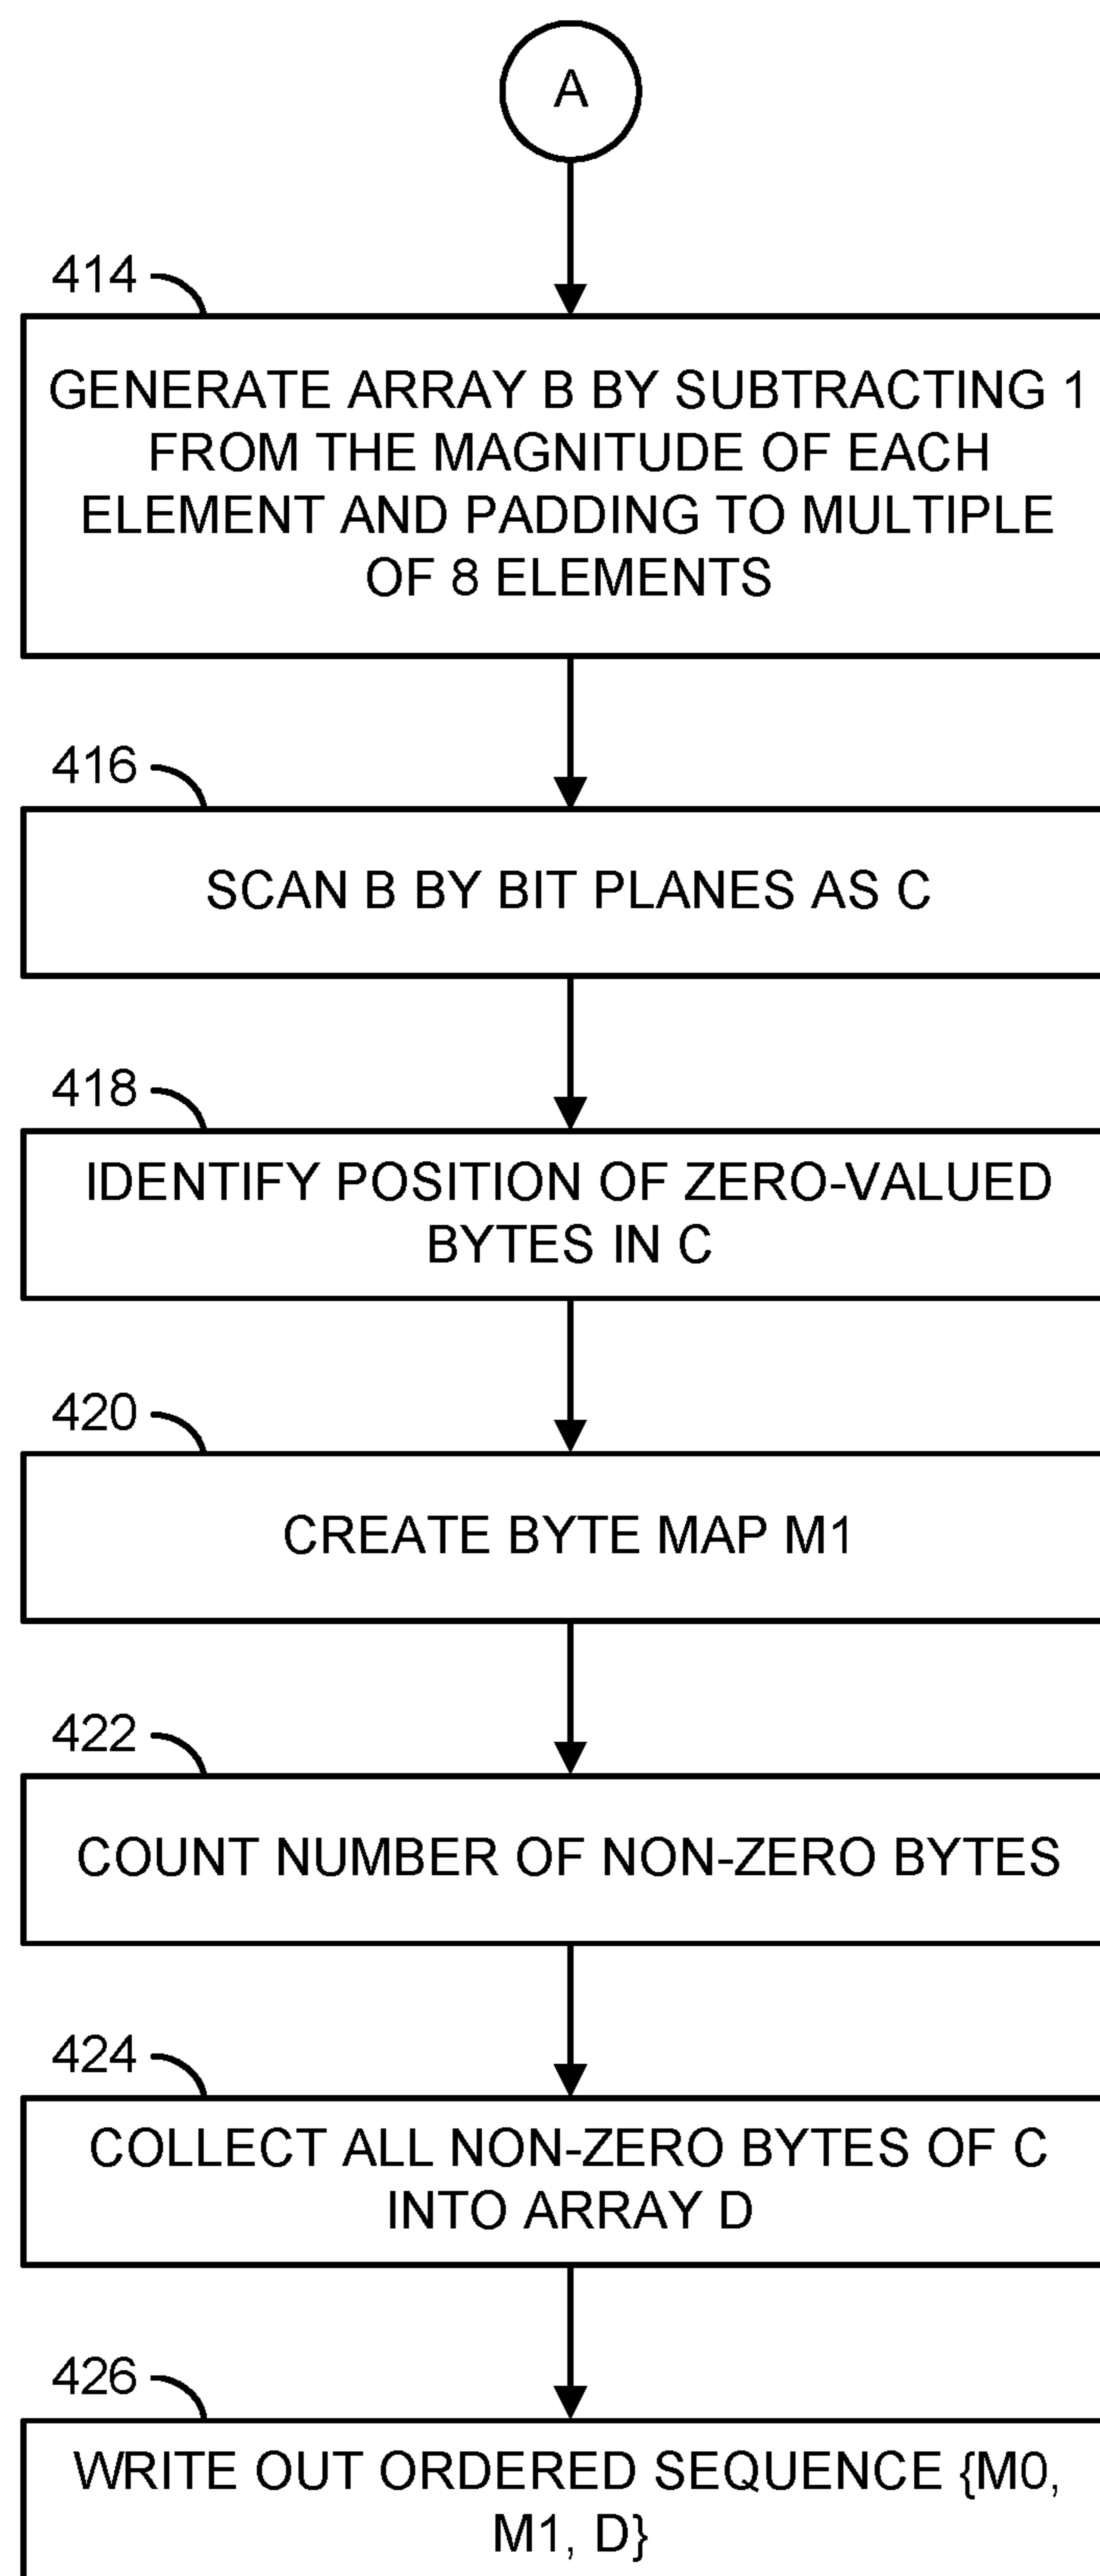 A
414
GENERATE ARRAY B BY SUBTRACTING 1
FROM THE MAGNITUDE OF EACH
ELEMENT AND PADDING TO MULTIPLE
OF 8 ELEMENTS
416
SCAN B BY BIT PLANES AS C
418
IDENTIFY POSITION OF ZERO-VALUED
BYTES IN C
420
CREATE BYTE MAP M1
422
COUNT NUMBER OF NON-ZERO BYTES
424
COLLECT ALL NON-ZERO BYTES OF C
INTO ARRAY D
426
WRITE OUT ORDERED SEQUENCE {M0,
M1, D}